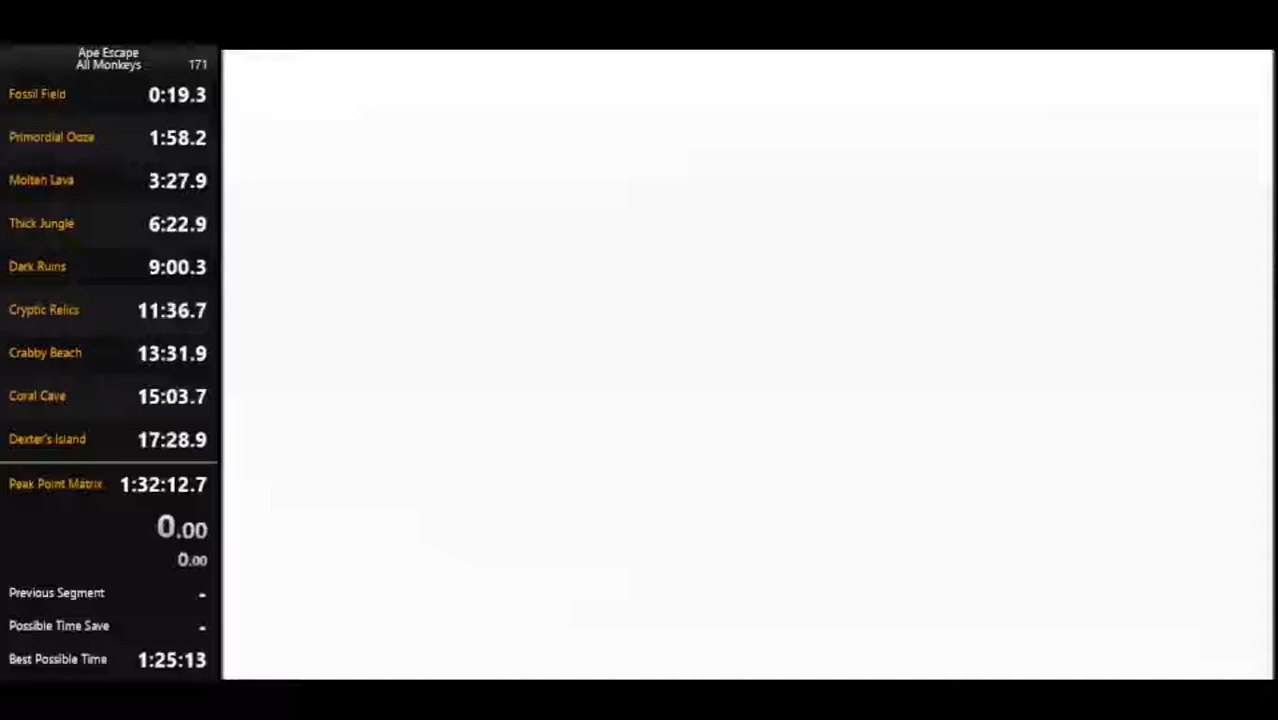 Ape Escape
All Monkeys 171
Fossil Field 0:19.3
Primordial Ooze 1:58.2
Molten Lava 3:27.9
Thick Jungle 6:22.9
Dark Ruins 9:00.3
Cryptic Relics 11:36.7
Crabby Beach 13:31.9
Coral Cave 15:03.7
Dexter's Island 17:28.9
Peak Point Matrix 1:32:12.7
0.00
0.00
Previous Segment -
Possible Time Save -
Best Possible Time 1:25:13